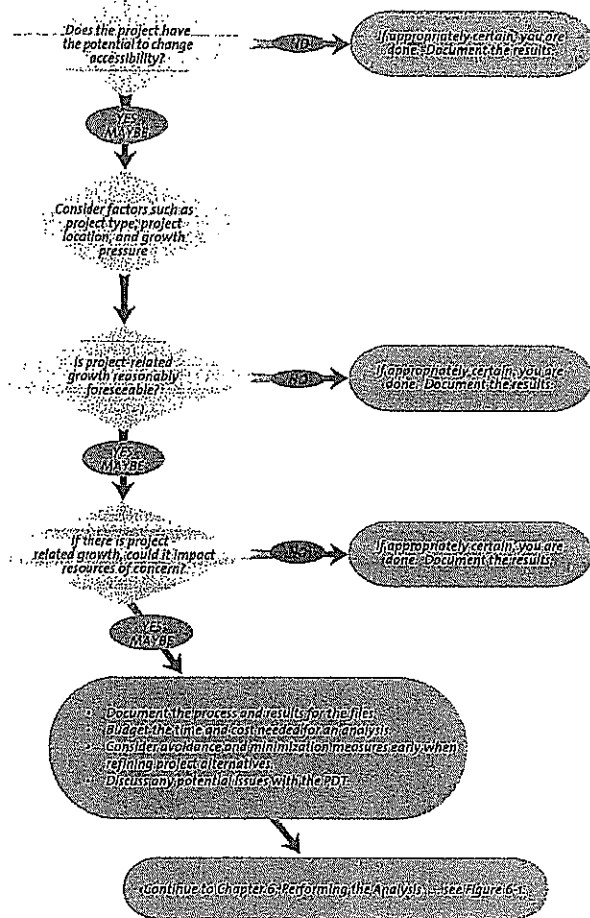 Does the project have
the potential to change
accessibility?
NO
If appropriately certain, you are
done. Document the results.
YES
MAYBE
Consider factors such as
project type, project
location, and growth
pressure
Is project-related
growth reasonably
foreseeable?
NO
If appropriately certain, you are
done. Document the results.
YES
MAYBE
If there is project
related growth, could it impact
resources of concern?
NO
If appropriately certain, you are
done. Document the results.
YES
MAYBE
- Document the process and results for the files.
- Budget the time and cost needed for an analysis
- Consider avoidance and minimization measures early when
refining project alternatives.
- Discuss any potential issues with the PDT.
Continue to Chapter 6, Performing the Analysis — see Figure 6-1.